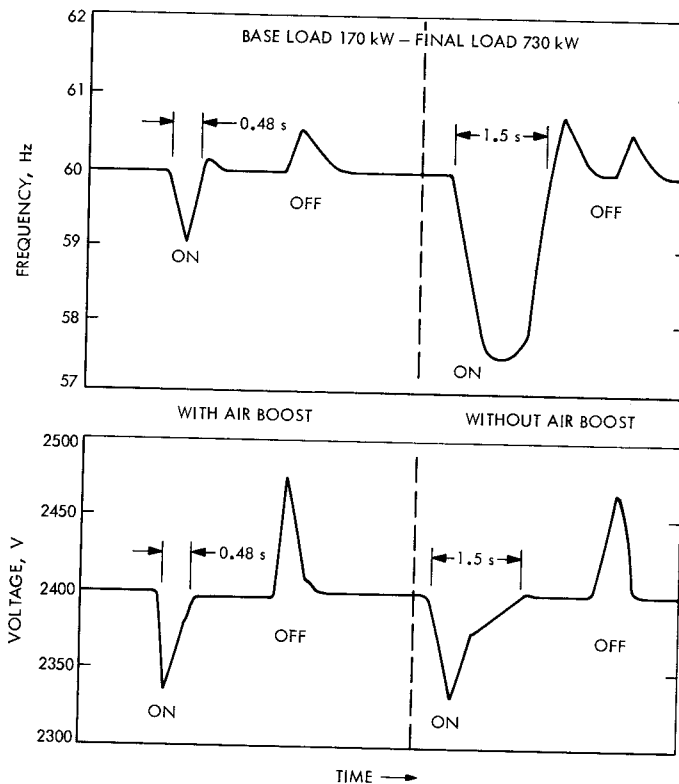 62
BASE LOAD 170 kW – FINAL LOAD 730 kW
61
0.48 s
1.5 s
60
FREQUENCY, Hz
OFF
OFF
59
ON
58
57
ON
WITH AIR BOOST
WITHOUT AIR BOOST
2500
2450
0.48 s
1.5 s
2400
VOLTAGE, V
OFF
OFF
2350
ON
ON
2300
TIME